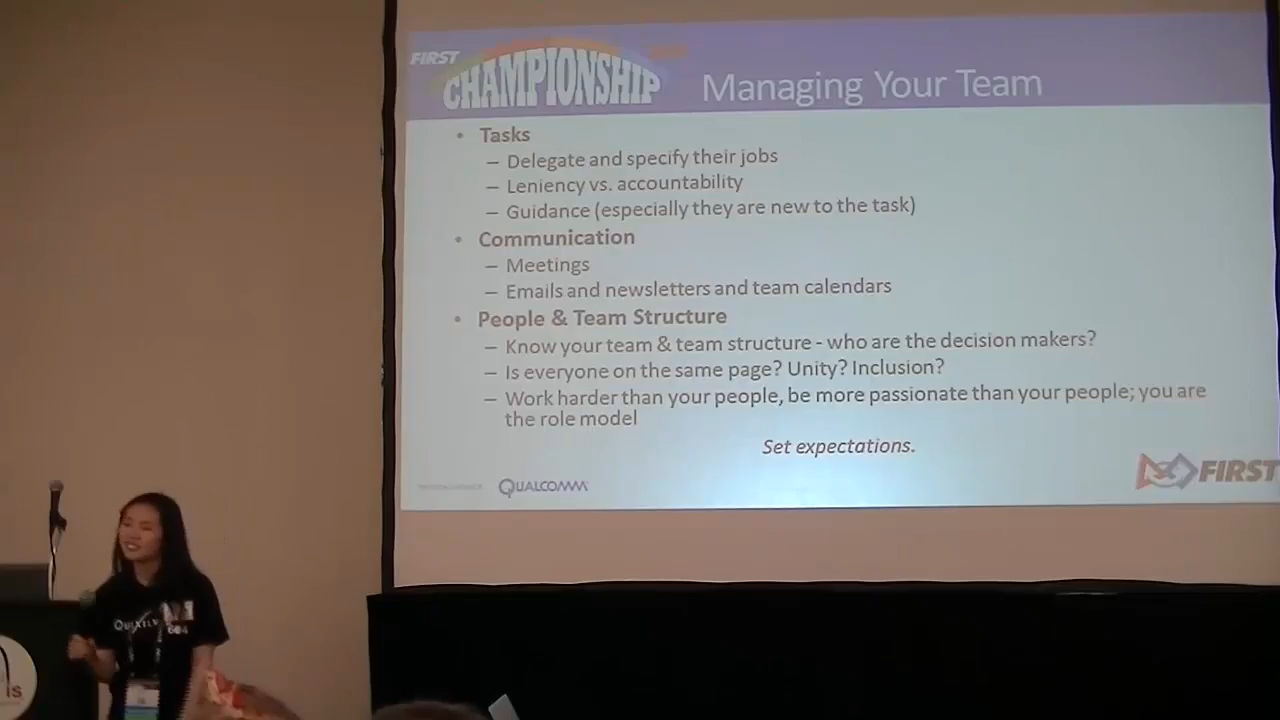 FIRST
CHAMPIONSHIP
Managing Your Team
• Tasks
– Delegate and specify their jobs
– Leniency vs. accountability
– Guidance (especially they are new to the task)
• Communication
– Meetings
– Emails and newsletters and team calendars
• People & Team Structure
– Know your team & team structure - who are the decision makers?
– Is everyone on the same page? Unity? Inclusion?
– Work harder than your people, be more passionate than your people; you are
the role model
Set expectations.
QUALCOMM
FIRST
604
is